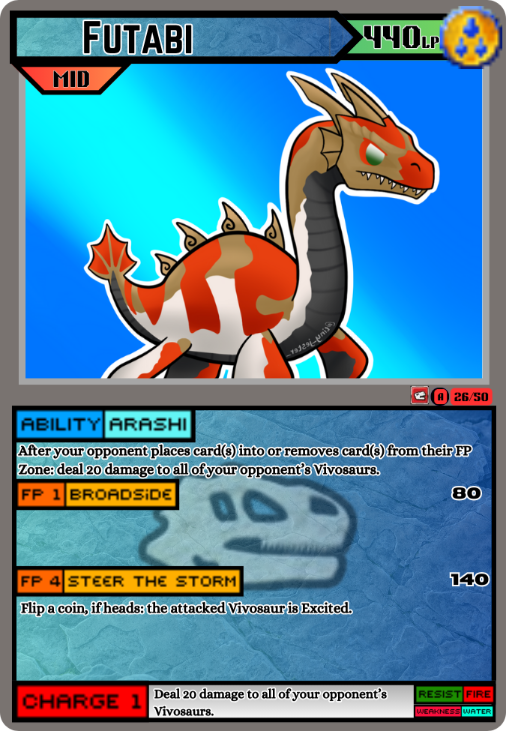 Futabi
440LP
MID
@tiny-jester_
A 26/50
ABILITY ARASHI
After your opponent places card(s) into or removes card(s) from their FP
Zone: deal 20 damage to all of your opponent's Vivosaurs.
FP 1 BROADSIDE 80
FP 4 STEER THE STORM 140
Flip a coin, if heads: the attacked Vivosaur is Excited.
CHARGE 1 Deal 20 damage to all of your opponent's
Vivosaurs.
RESIST FIRE
WEAKNESS WATER